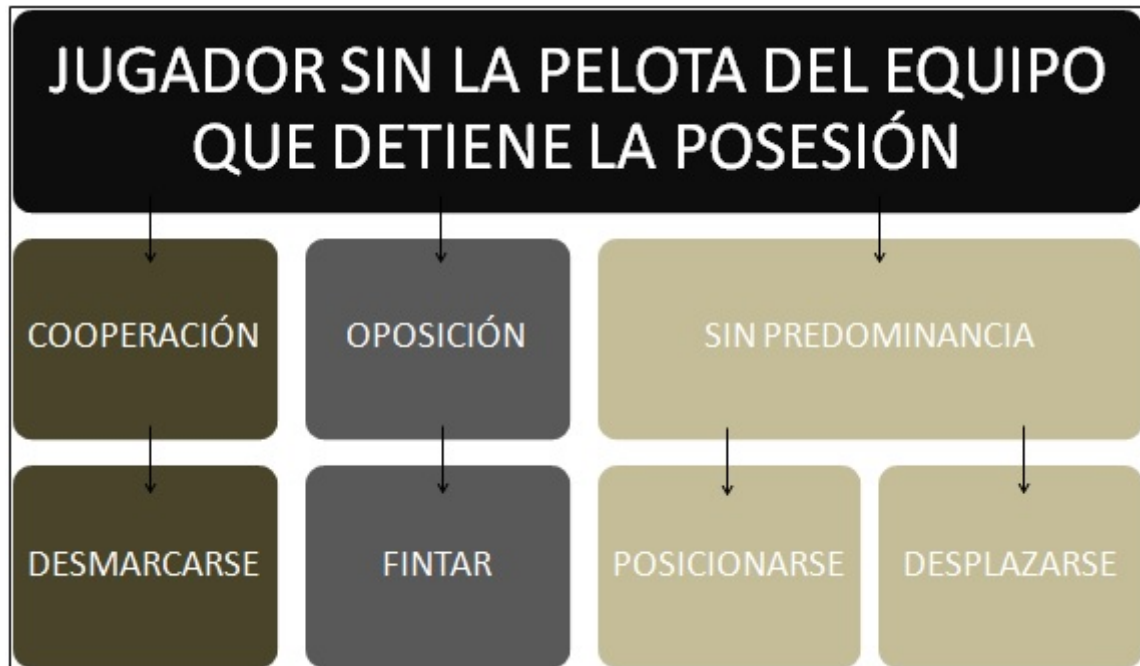 JUGADOR SIN LA PELOTA DEL EQUIPO
QUE DETIENE LA POSESIÓN
COOPERACIÓN
OPOSICIÓN
SIN PREDOMINANCIA
DESMARCARSE
FINTAR
POSICIONARSE
DESPLAZARSE